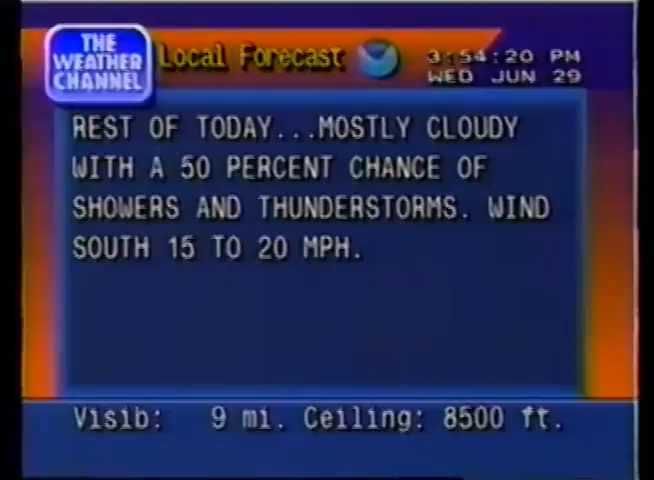 THE
WEATHER
CHANNEL
Local Forecast
3:54:20 PM
WED JUN 29
REST OF TODAY...MOSTLY CLOUDY
WITH A 50 PERCENT CHANCE OF
SHOWERS AND THUNDERSTORMS. WIND
SOUTH 15 TO 20 MPH.
Visib: 9 mi. Ceiling: 8500 ft.